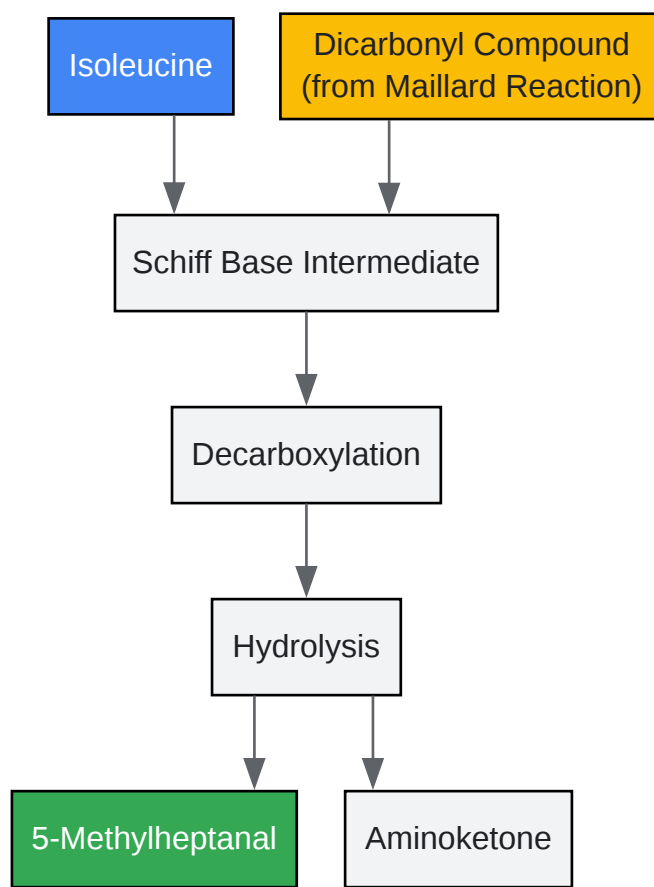 Isoleucine
Dicarbonyl Compound
(from Maillard Reaction)
Schiff Base Intermediate
Decarboxylation
Hydrolysis
5-Methylheptanal
Aminoketone